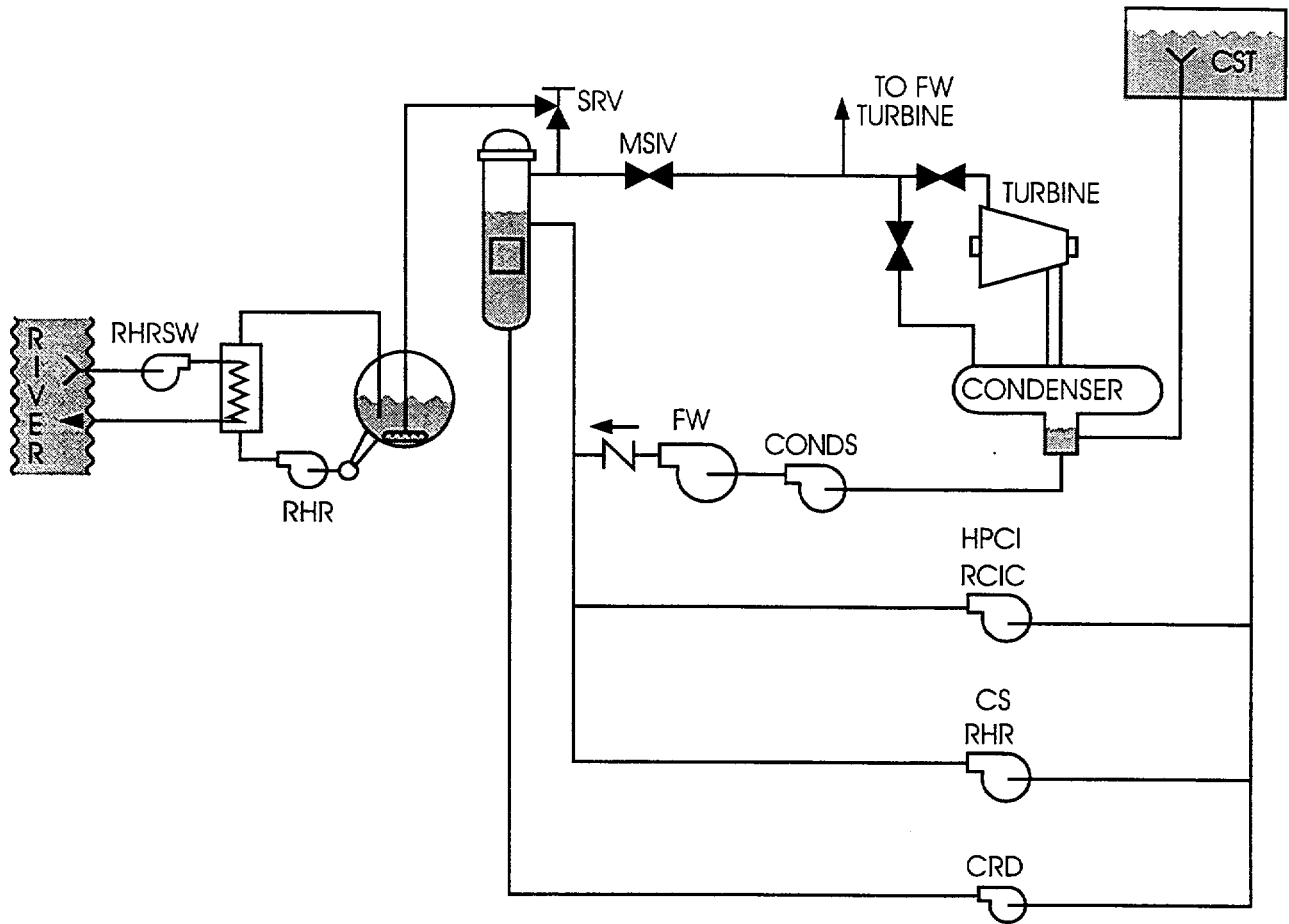 CST
TO FW
TURBINE
SRV
MSIV
TURBINE
RIVER
RHRSW
CONDENSER
FW
CONDS
RHR
HPCI
RCIC
CS
RHR
CRD